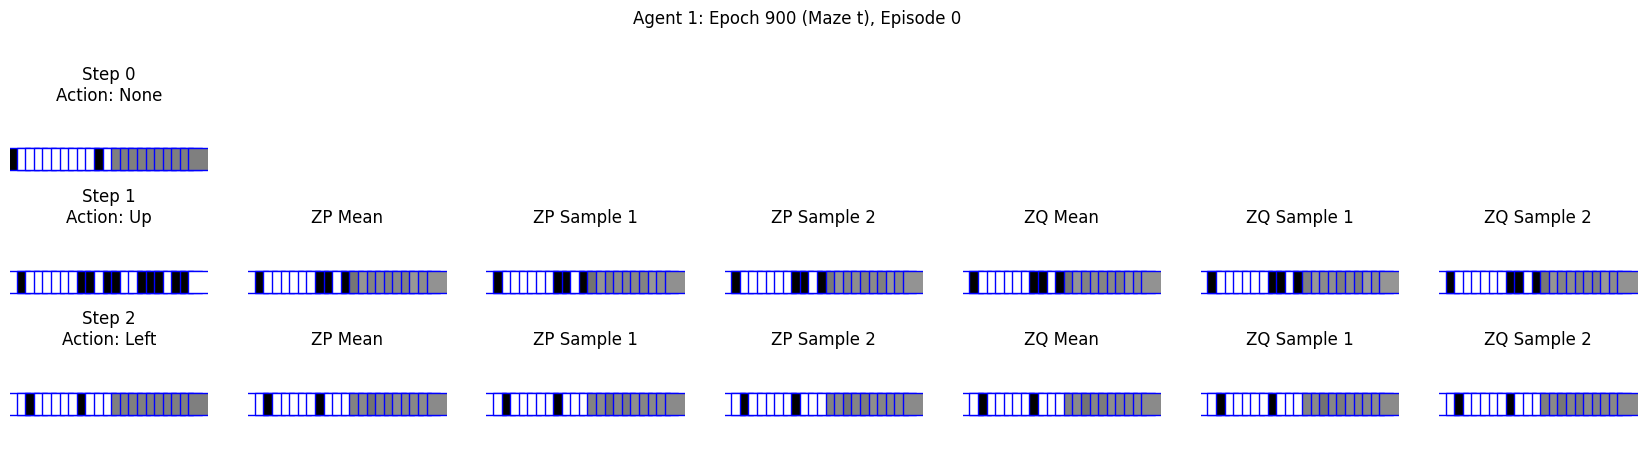 Agent 1: Epoch 900 (Maze t), Episode 0
Step 0
Action: None
Step 1
Action: Up
ZP Mean
ZP Sample 1
ZP Sample 2
ZQ Mean
ZQ Sample 1
ZQ Sample 2
Step 2
Action: Left
ZP Mean
ZP Sample 1
ZP Sample 2
ZQ Mean
ZQ Sample 1
ZQ Sample 2